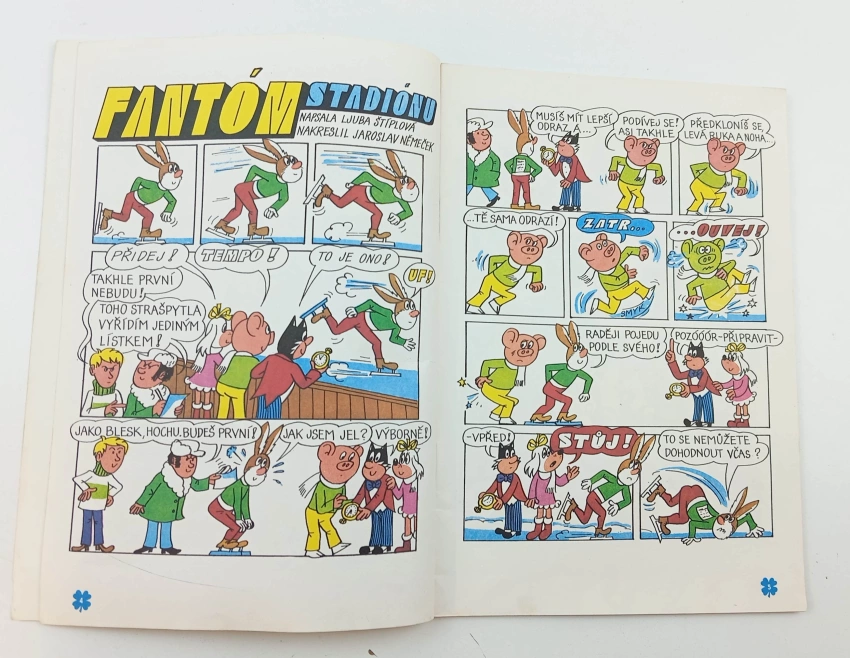 FANTÓM
STADIÓNU
NAPSALA LJUBA ŠTÍPLOVÁ
NAKRESLIL JAROSLAV NĚMEČEK
PŘIDEJ!
TEMPO!
TO JE ONO!
UF!
TAKHLE PRVNÍ
NEBUDU!
TOHO STRAŠPYTLA
VYŘÍDÍM JEDINÝM
LÍSTKEM!
JAKO BLESK, HOCHU, BUDEŠ PRVNÍ!
JAK JSEM JEL?
VÝBORNĚ!
4
MUSÍŠ MÍT LEPŠÍ
ODRAZ, A...
PODÍVEJ SE!
ASI TAKHLE
PŘEDKLONÍŠ SE,
LEVÁ RUKA A NOHA...
...TĚ SAMA ODRAZÍ!
ZATR...
SMYK
...OUVEJ!
RADĚJI POJEDU
PODLE SVÉHO!
POZÓÓÓR-PŘIPRAVIT-
-VPŘED!
STŮJ!
TO SE NEMŮŽETE
DOHODNOUT VČAS?